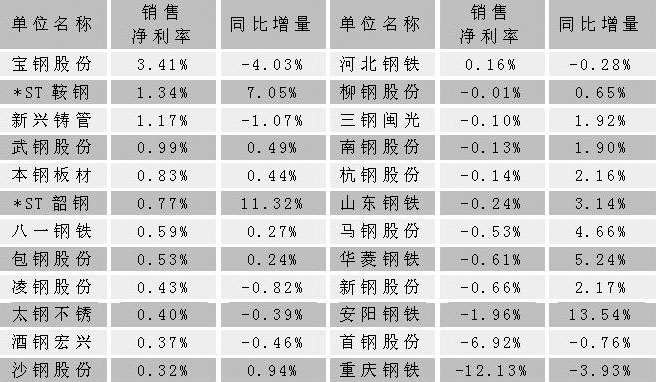 单位名称 销售净利率 同比增量 单位名称 销售净利率 同比增量
宝钢股份 3.41% -4.03% 河北钢铁 0.16% -0.28%
*ST鞍钢 1.34% 7.05% 柳钢股份 -0.01% 0.65%
新兴铸管 1.17% -1.07% 三钢闽光 -0.10% 1.92%
武钢股份 0.99% 0.49% 南钢股份 -0.13% 1.90%
本钢板材 0.83% 0.44% 杭钢股份 -0.14% 2.16%
*ST韶钢 0.77% 11.32% 山东钢铁 -0.24% 3.14%
八一钢铁 0.59% 0.27% 马钢股份 -0.53% 4.66%
包钢股份 0.53% 0.24% 华菱钢铁 -0.61% 5.24%
凌钢股份 0.43% -0.82% 新钢股份 -0.66% 2.17%
太钢不锈 0.40% -0.39% 安阳钢铁 -1.96% 13.54%
酒钢宏兴 0.37% -0.46% 首钢股份 -6.92% -0.76%
沙钢股份 0.32% 0.94% 重庆钢铁 -12.13% -3.93%